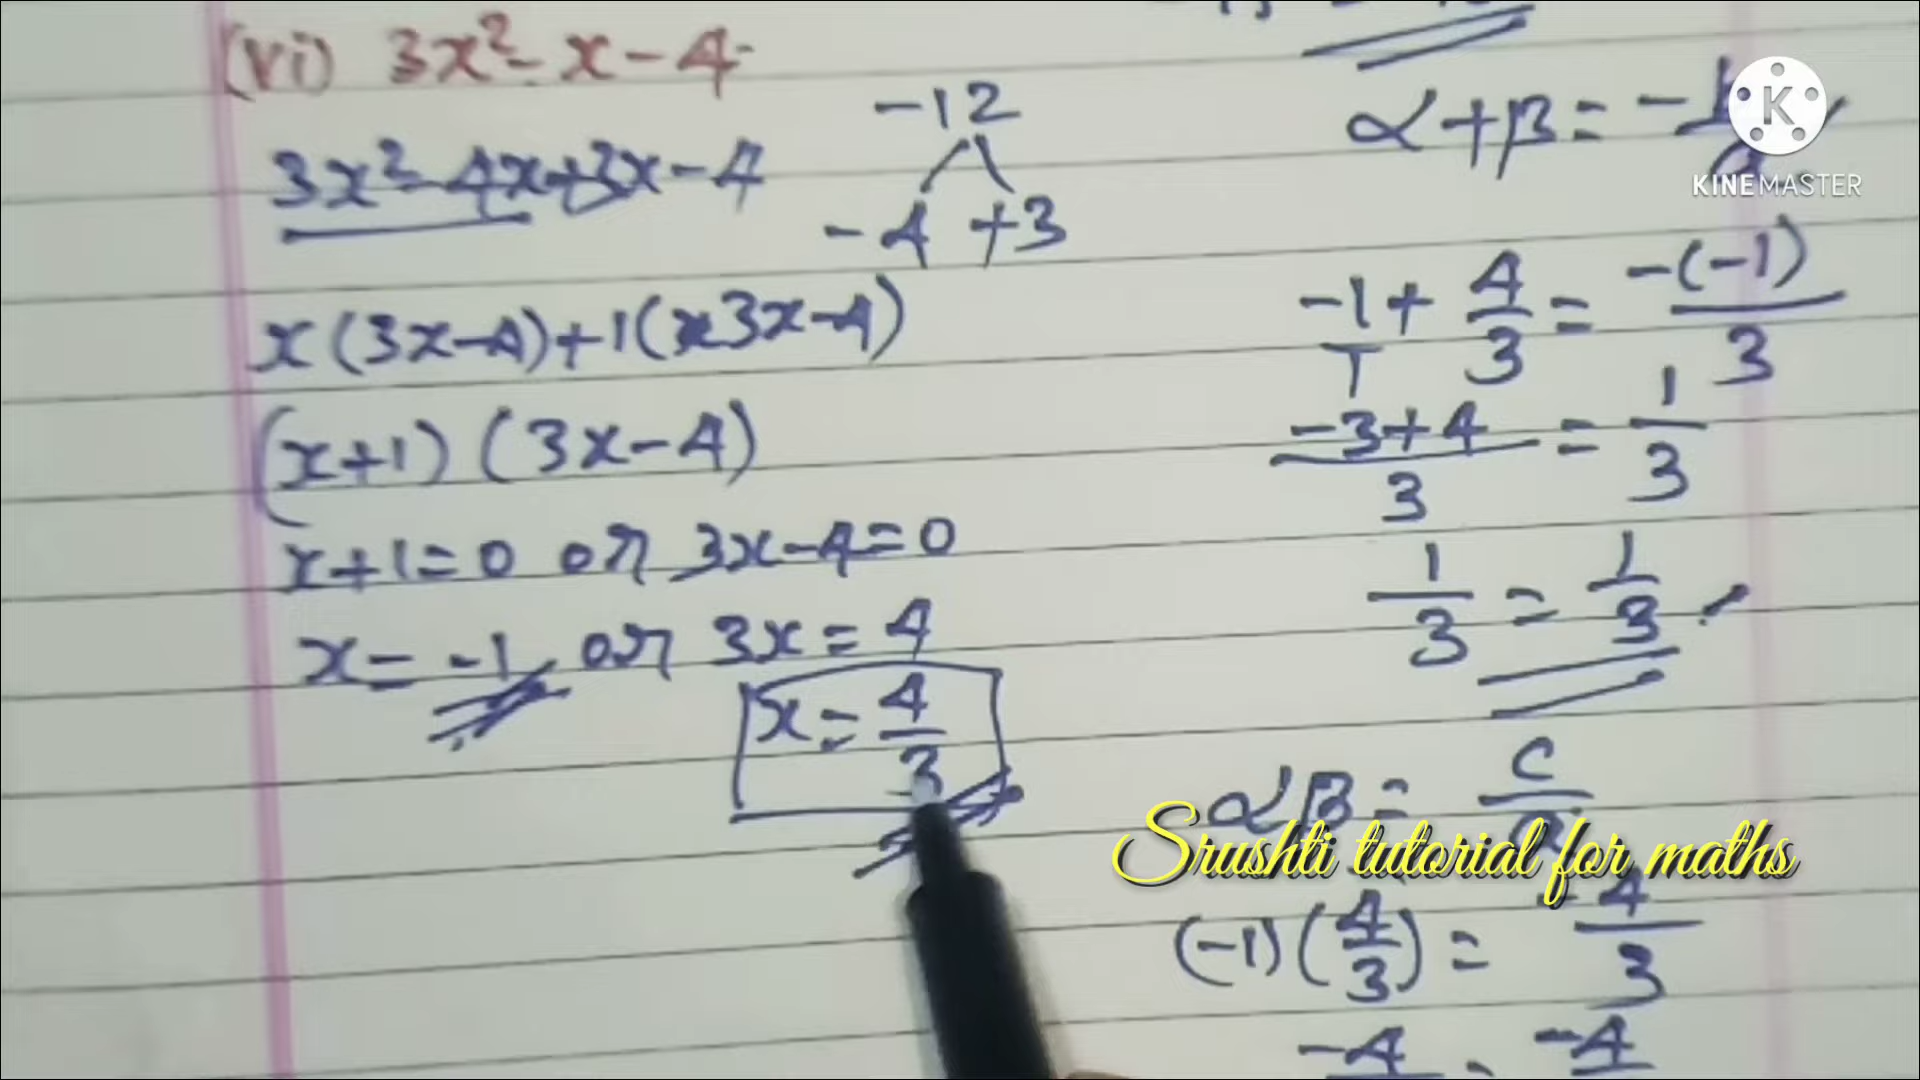 (vi) 3x² - x - 4
3x² - 4x + 3x - 4
-12
-4 +3
x(3x-4)+1(x3x-4)
(x+1) (3x-4)
x+1=0 or 3x-4=0
x = -1 or 3x = 4
x = 4/3
α+β = -b/a
-1/1 + 4/3 = -(-1)/3
(-3+4)/3 = 1/3
1/3 = 1/3
αβ = c/a
(-1)(4/3) = -4/3
-4 = -4
KINEMASTER
Srushti tutorial for maths